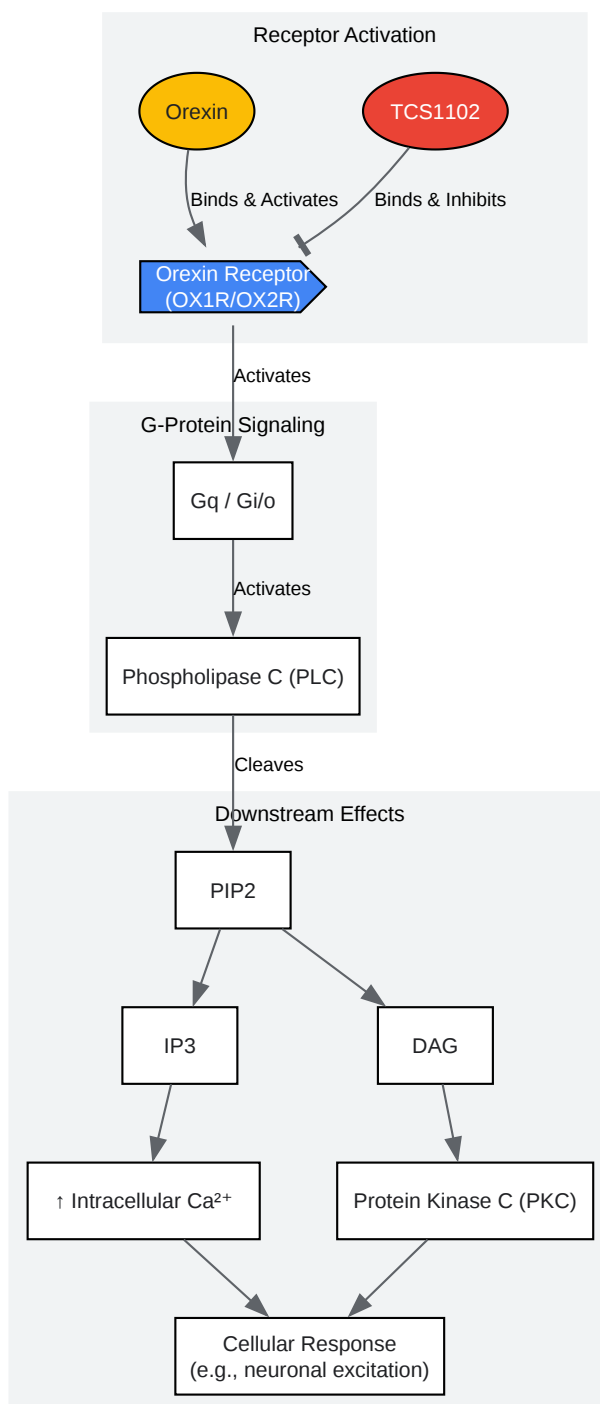 Receptor Activation
Orexin
TCS1102
Binds & Activates
Binds & Inhibits
Orexin Receptor
(OX1R/OX2R)
Activates
G-Protein Signaling
Gq / Gi/o
Activates
Phospholipase C (PLC)
Cleaves
Downstream Effects
PIP2
IP3
DAG
↑ Intracellular Ca²⁺
Protein Kinase C (PKC)
Cellular Response
(e.g., neuronal excitation)